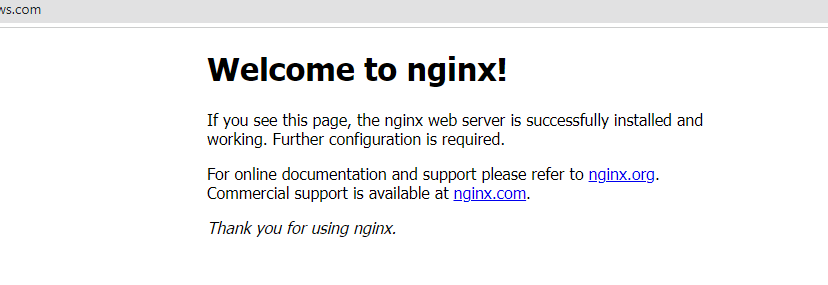 ws.com
Welcome to nginx!
If you see this page, the nginx web server is successfully installed and
working. Further configuration is required.
For online documentation and support please refer to nginx.org.
Commercial support is available at nginx.com.
Thank you for using nginx.